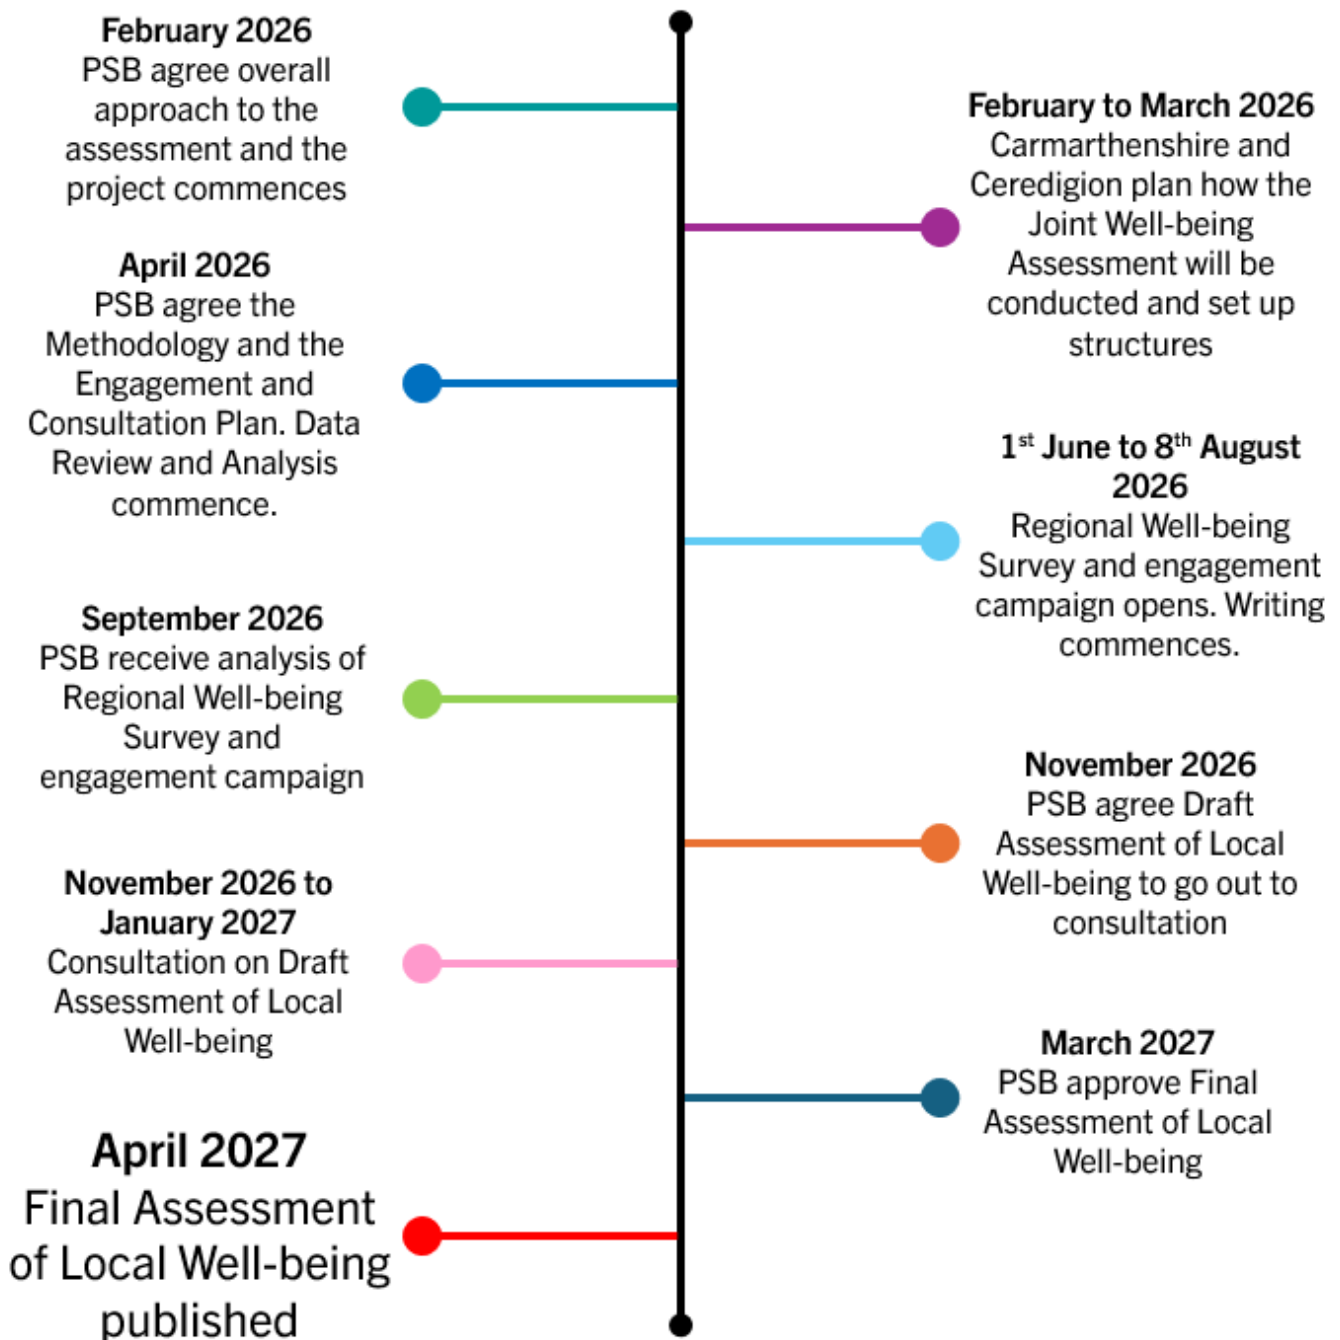 February 2026
PSB agree overall
approach to the
assessment and the
project commences
February to March 2026
Carmarthenshire and
Ceredigion plan how the
Joint Well-being
Assessment will be
conducted and set up
structures
April 2026
PSB agree the
Methodology and the
Engagement and
Consultation Plan. Data
Review and Analysis
commence.
1st June to 8th August
2026
Regional Well-being
Survey and engagement
campaign opens. Writing
commences.
September 2026
PSB receive analysis of
Regional Well-being
Survey and
engagement campaign
November 2026
PSB agree Draft
Assessment of Local
Well-being to go out to
consultation
November 2026 to
January 2027
Consultation on Draft
Assessment of Local
Well-being
March 2027
PSB approve Final
Assessment of Local
Well-being
April 2027
Final Assessment
of Local Well-being
published